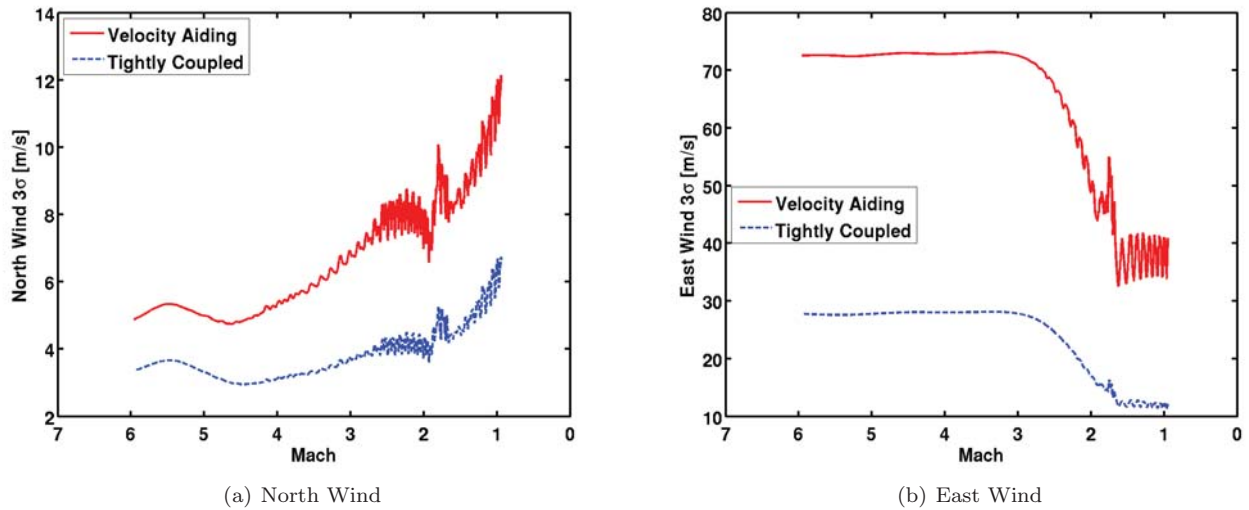 14
12
10
8
6
4
2
North Wind 3σ [m/s]
Velocity Aiding
Tightly Coupled
7 6 5 4 3 2 1 0
Mach
(a) North Wind
80
70
60
50
40
30
20
10
East Wind 3σ [m/s]
Velocity Aiding
Tightly Coupled
7 6 5 4 3 2 1 0
Mach
(b) East Wind